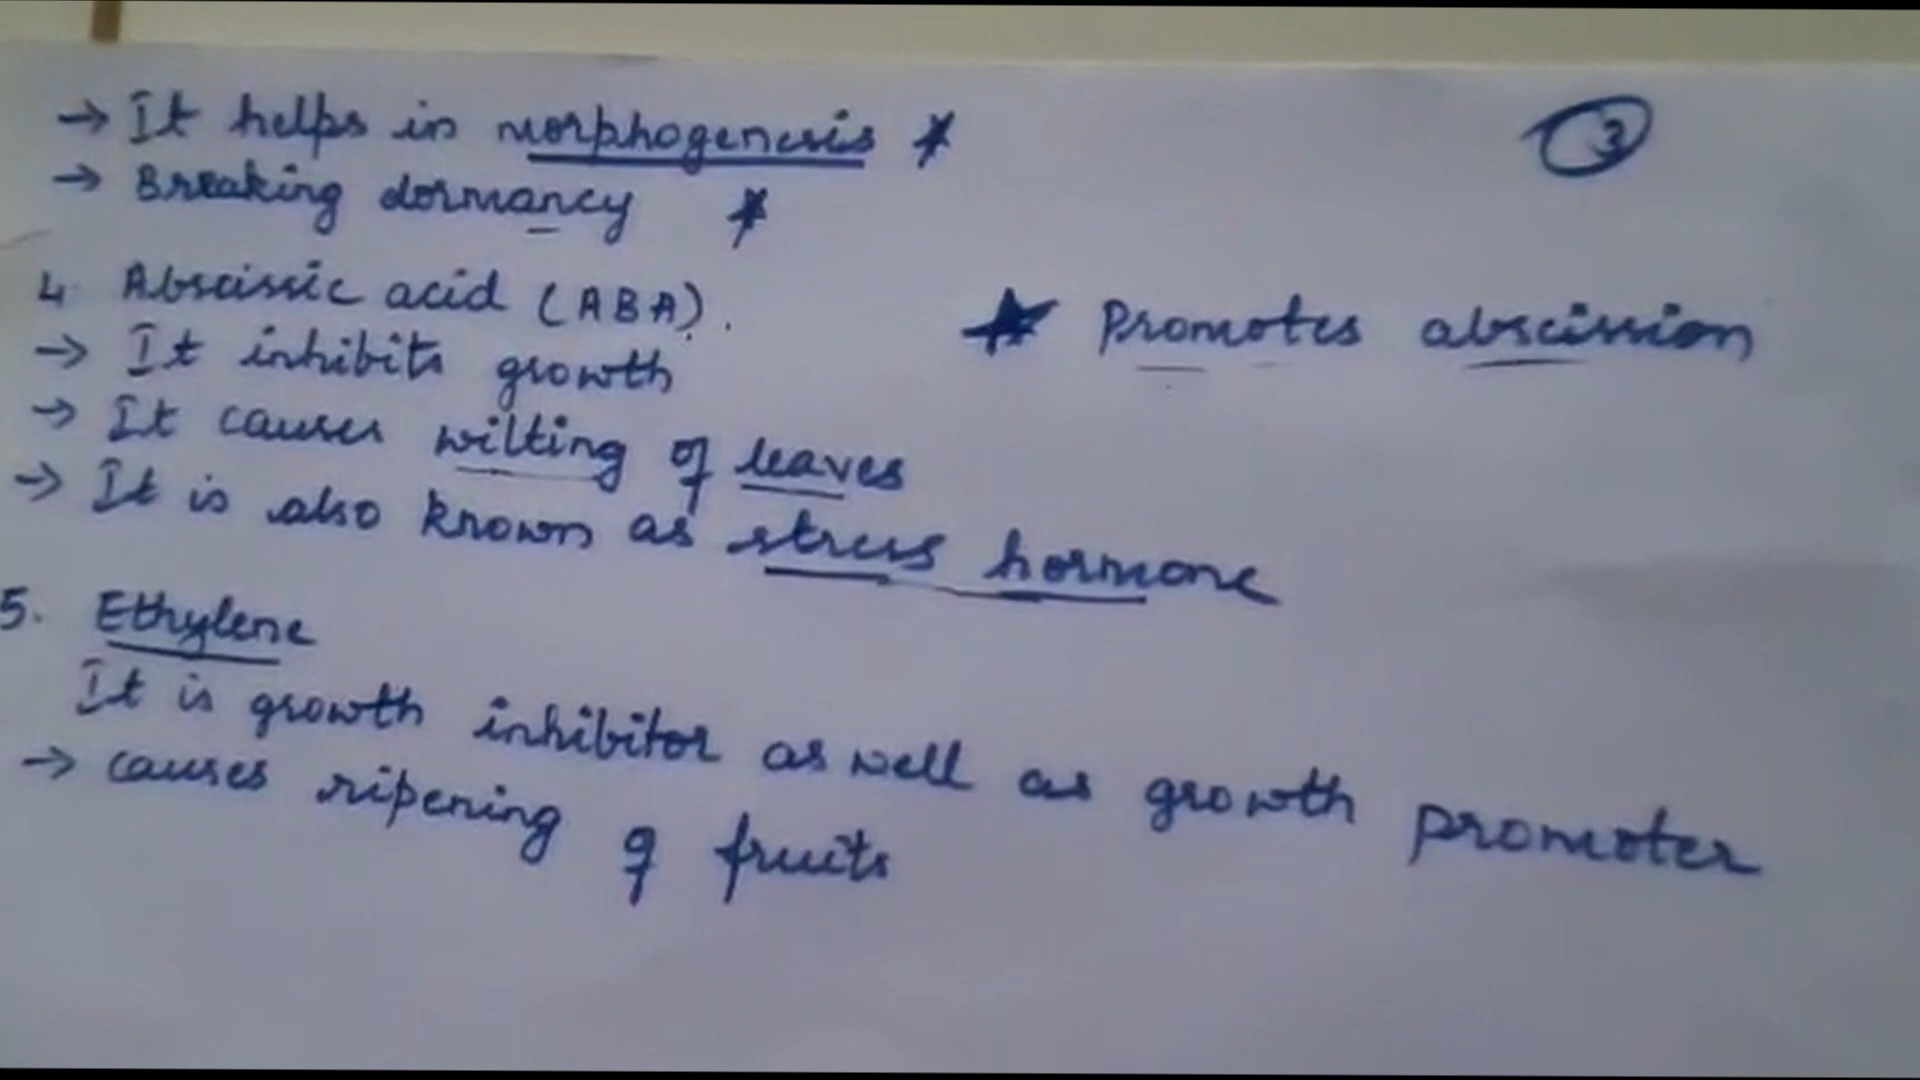 → It helps in morphogenesis *
3
→ Breaking dormancy *
4 Abscissic acid (ABA).
★ Promotes abscission
→ It inhibits growth
→ It causes wilting of leaves
→ It is also known as stress hormone
5. Ethylene
It is growth inhibitor as well as growth promoter
→ causes ripening of fruits